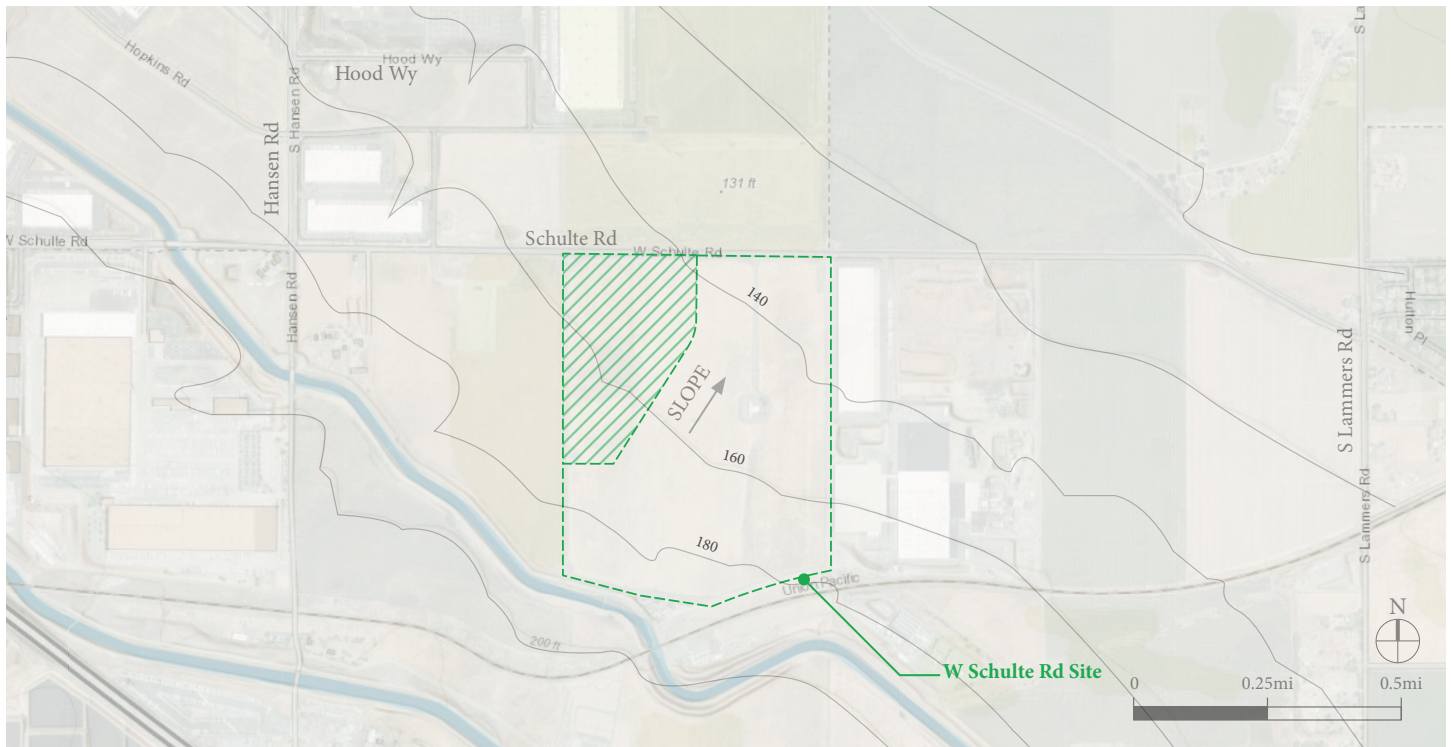 S La
Hopkins Rd
Hood Wy
Hood Wy
S Hansen Rd
Hansen Rd
131 ft
W Schulte Rd
Schulte Rd
W Schulte Rd
Hansen Rd
140
Hutton Pl
S Lammers Rd
SLOPE
160
S Lammers Rd
180
Union Pacific
200 ft
N
W Schulte Rd Site
0 0.25mi 0.5mi